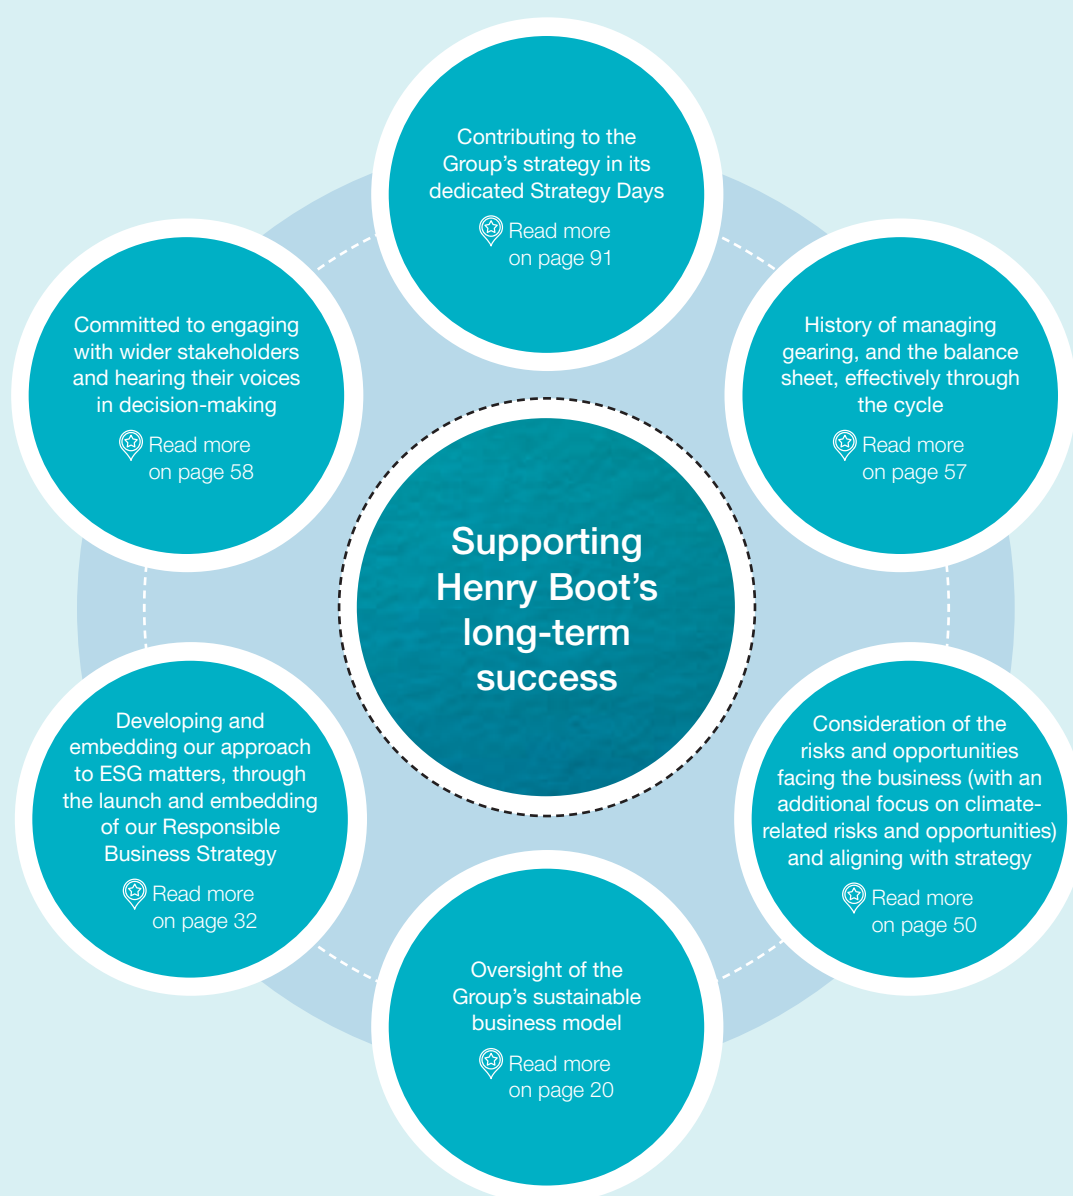 Contributing to the
Group's strategy in its
dedicated Strategy Days
Read more
on page 91
Committed to engaging
with wider stakeholders
and hearing their voices
in decision-making
Read more
on page 58
History of managing
gearing, and the balance
sheet, effectively through
the cycle
Read more
on page 57
Supporting
Henry Boot's
long-term
success
Developing and
embedding our approach
to ESG matters, through
the launch and embedding
of our Responsible
Business Strategy
Read more
on page 32
Consideration of the
risks and opportunities
facing the business (with an
additional focus on climate-
related risks and opportunities)
and aligning with strategy
Read more
on page 50
Oversight of the
Group's sustainable
business model
Read more
on page 20